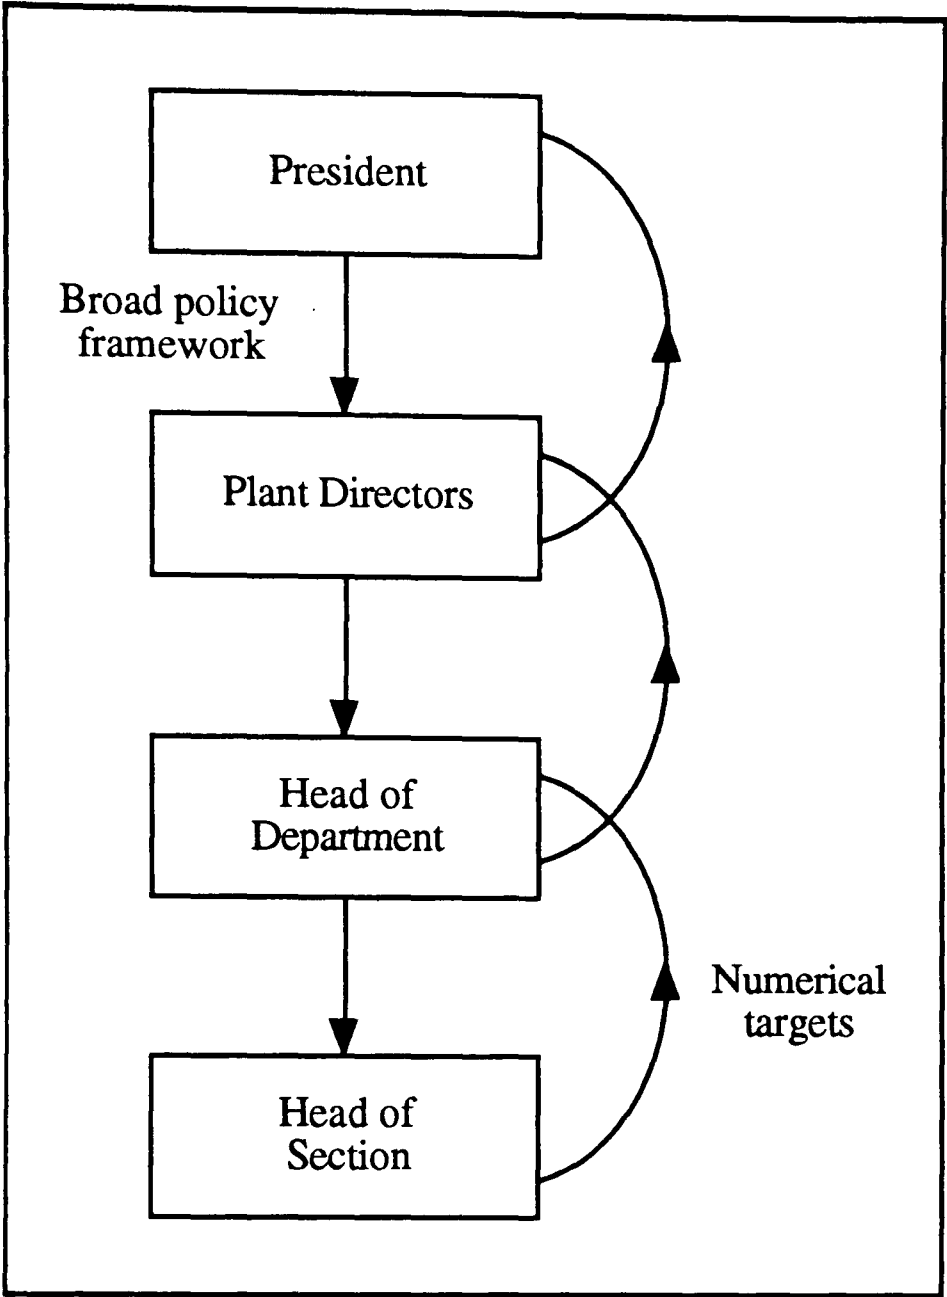 President
Broad policy
framework
Plant Directors
Head of
Department
Numerical
targets
Head of
Section